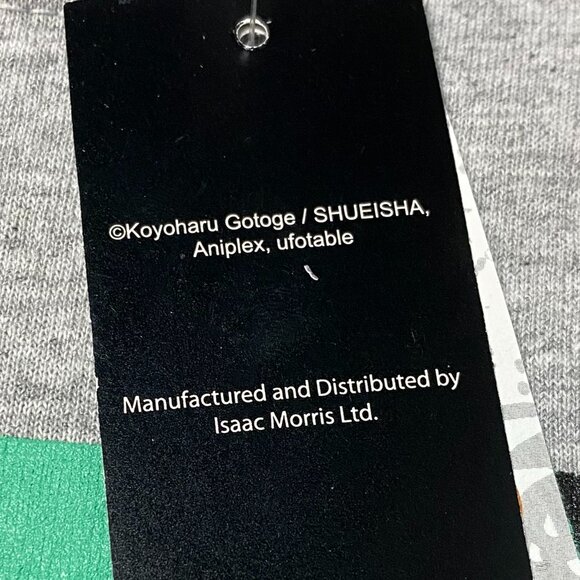 ©Koyoharu Gotoge / SHUEISHA,
Aniplex, ufotable
Manufactured and Distributed by
Isaac Morris Ltd.